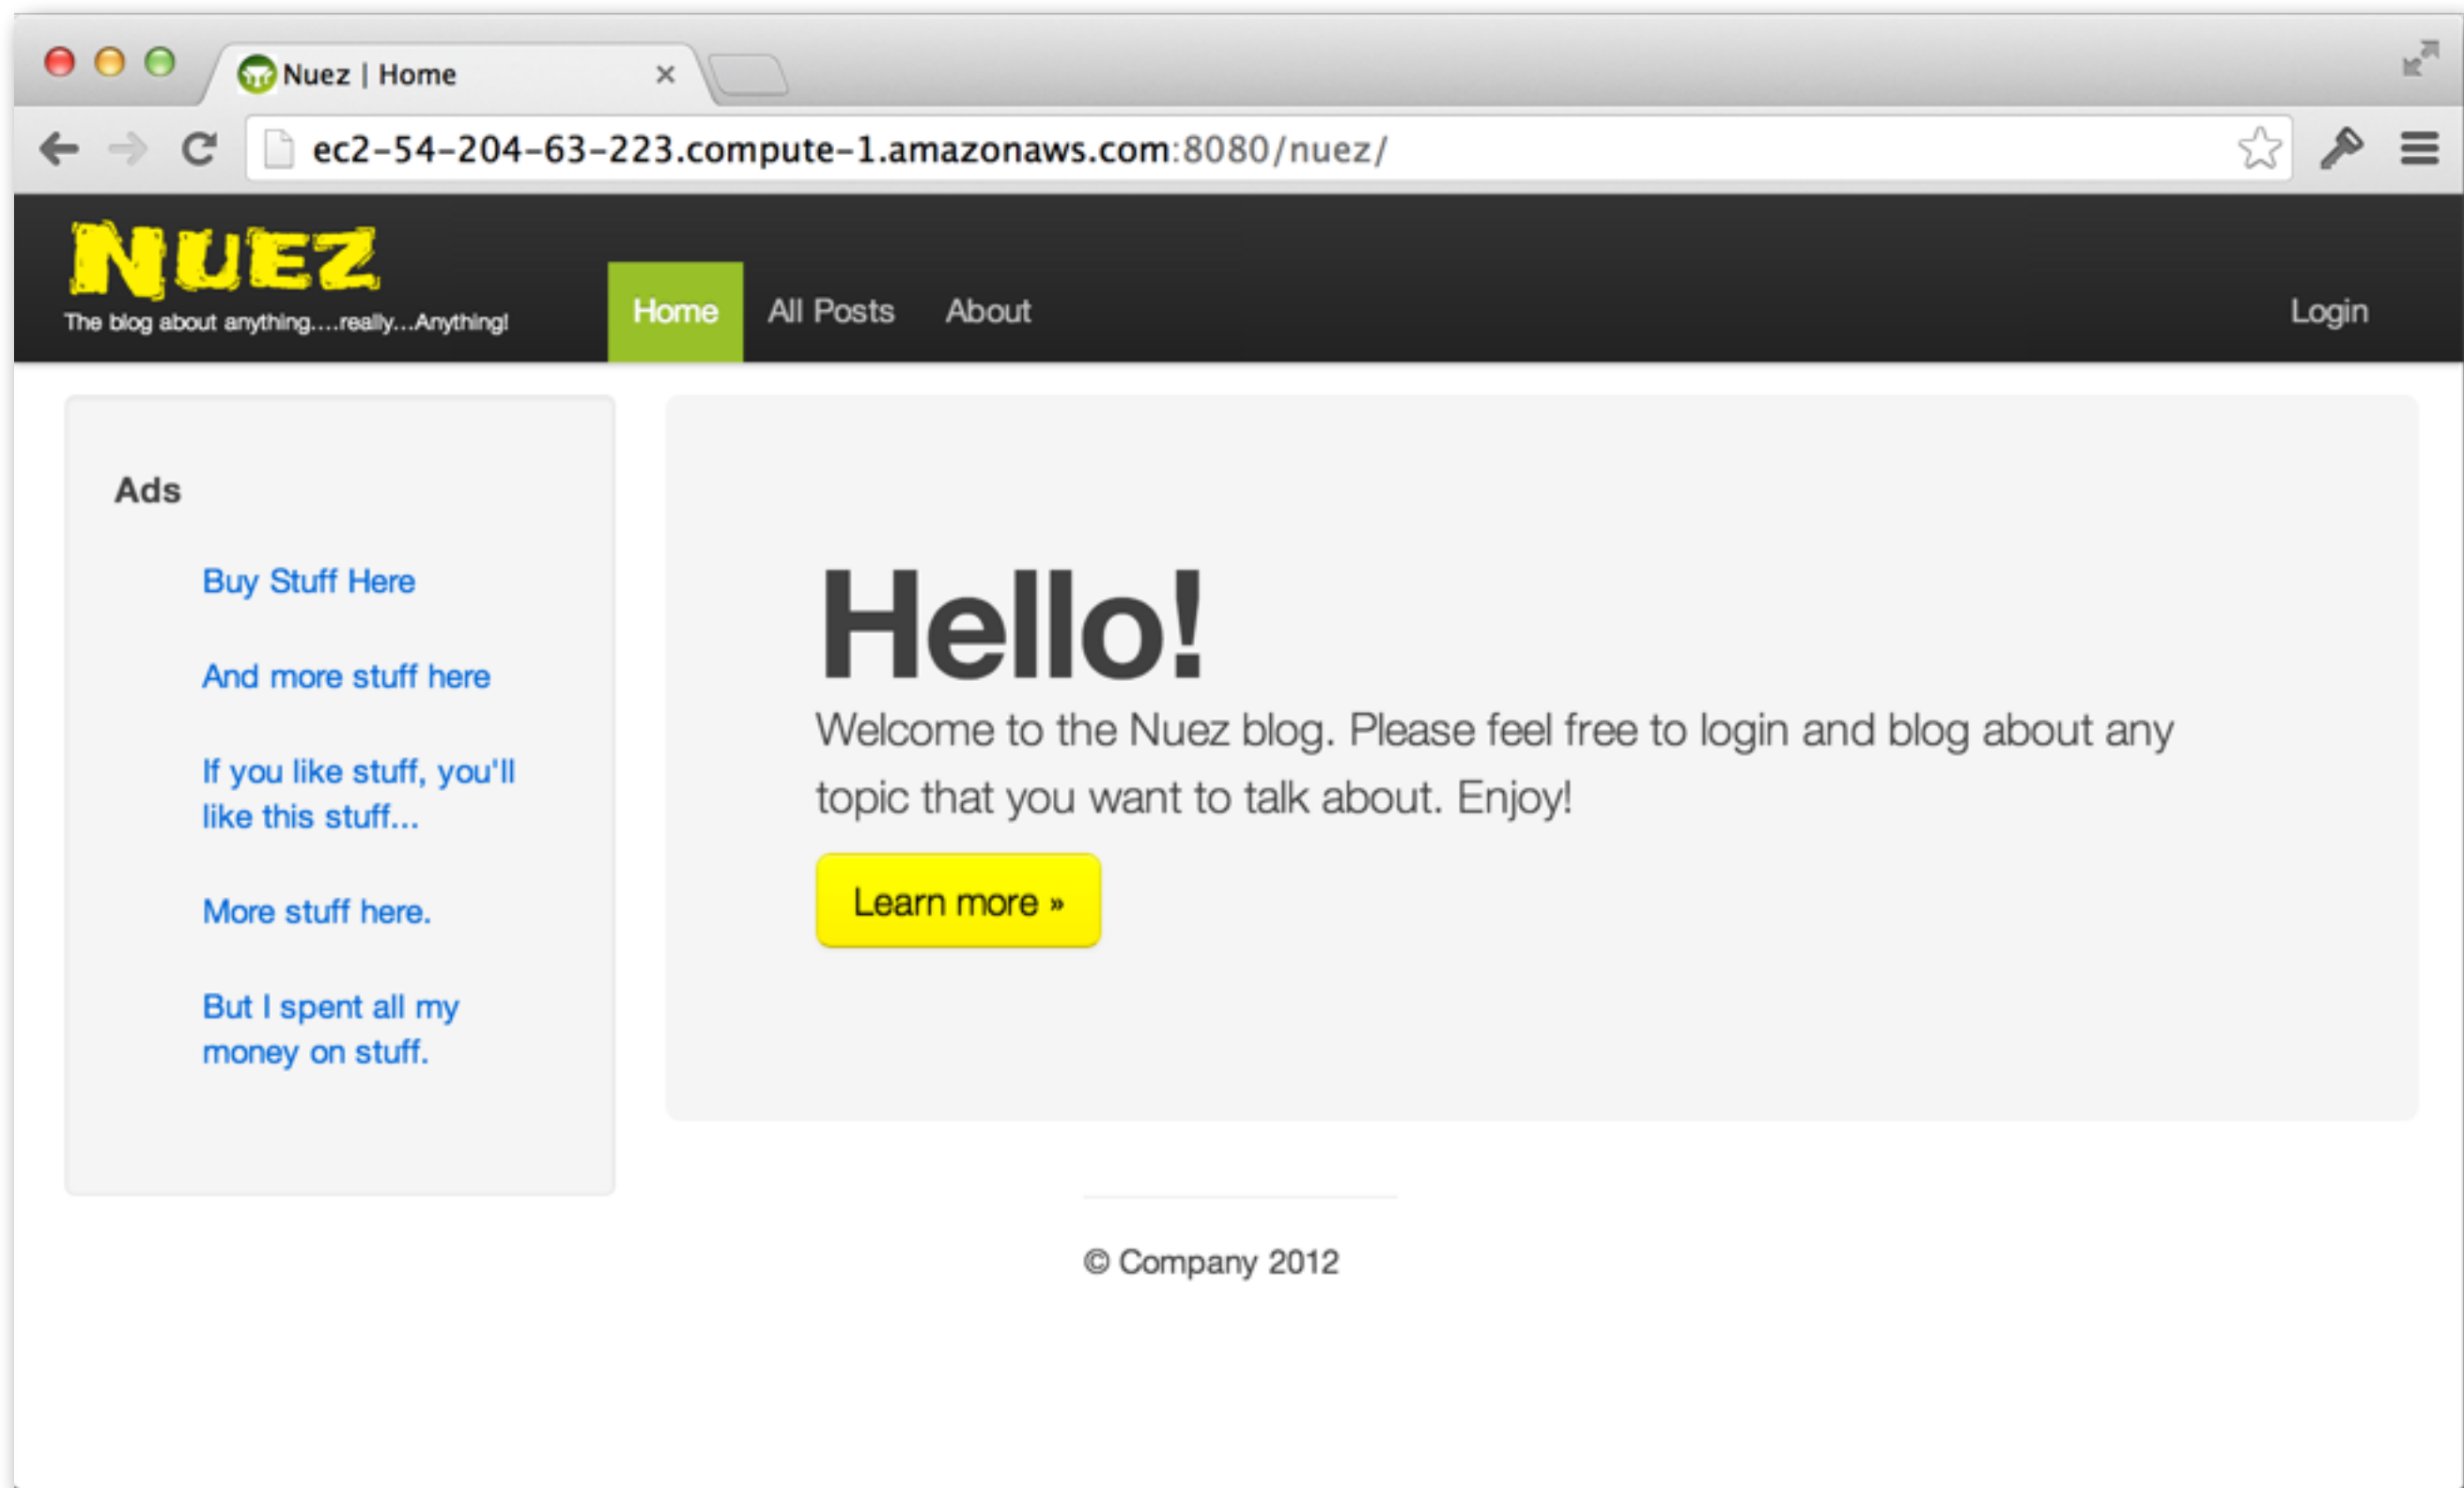 Nuez | Home
ec2-54-204-63-223.compute-1.amazonaws.com:8080/nuez/
NUEZ
The blog about anything....really...Anything!
Home All Posts About Login
Ads
Buy Stuff Here
And more stuff here
If you like stuff, you'll
like this stuff...
More stuff here.
But I spent all my
money on stuff.
Hello!
Welcome to the Nuez blog. Please feel free to login and blog about any
topic that you want to talk about. Enjoy!
Learn more »
© Company 2012